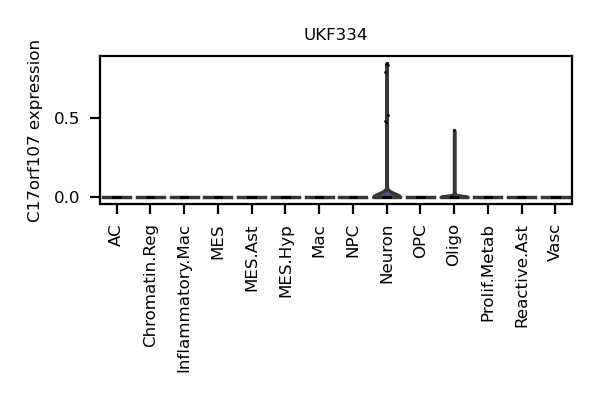 UKF334
C17orf107 expression
0.5
0.0
AC
Chromatin.Reg
Inflammatory.Mac
MES
MES.Ast
MES.Hyp
Mac
NPC
Neuron
OPC
Oligo
Prolif.Metab
Reactive.Ast
Vasc